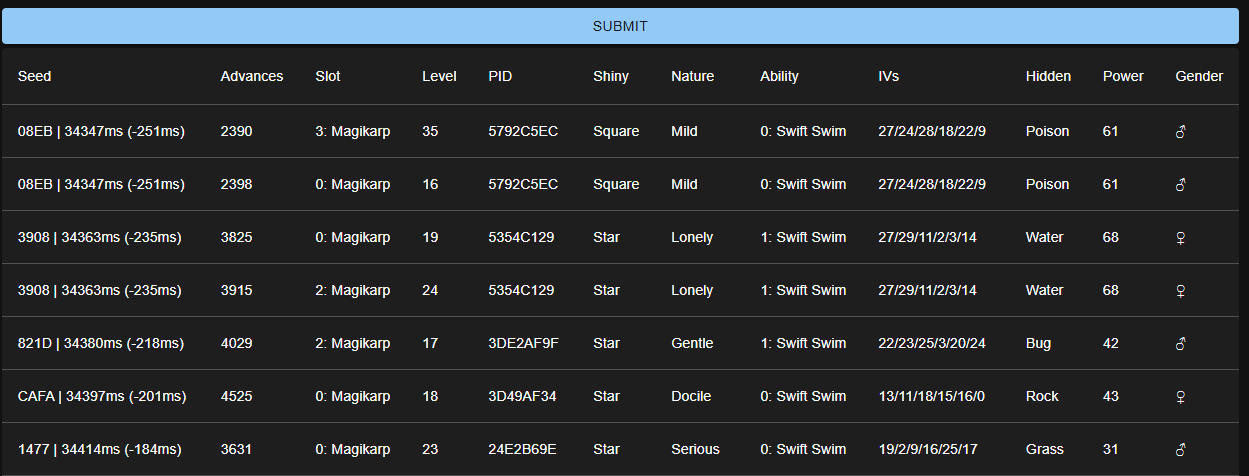 SUBMIT
Seed Advances Slot Level PID Shiny Nature Ability IVs Hidden Power Gender
08EB | 34347ms (-251ms) 2390 3: Magikarp 35 5792C5EC Square Mild 0: Swift Swim 27/24/28/18/22/9 Poison 61 ♂
08EB | 34347ms (-251ms) 2398 0: Magikarp 16 5792C5EC Square Mild 0: Swift Swim 27/24/28/18/22/9 Poison 61 ♂
3908 | 34363ms (-235ms) 3825 0: Magikarp 19 5354C129 Star Lonely 1: Swift Swim 27/29/11/2/3/14 Water 68 ♀
3908 | 34363ms (-235ms) 3915 2: Magikarp 24 5354C129 Star Lonely 1: Swift Swim 27/29/11/2/3/14 Water 68 ♀
821D | 34380ms (-218ms) 4029 2: Magikarp 17 3DE2AF9F Star Gentle 1: Swift Swim 22/23/25/3/20/24 Bug 42 ♂
CAFA | 34397ms (-201ms) 4525 0: Magikarp 18 3D49AF34 Star Docile 0: Swift Swim 13/11/18/15/16/0 Rock 43 ♀
1477 | 34414ms (-184ms) 3631 0: Magikarp 23 24E2B69E Star Serious 0: Swift Swim 19/2/9/16/25/17 Grass 31 ♂